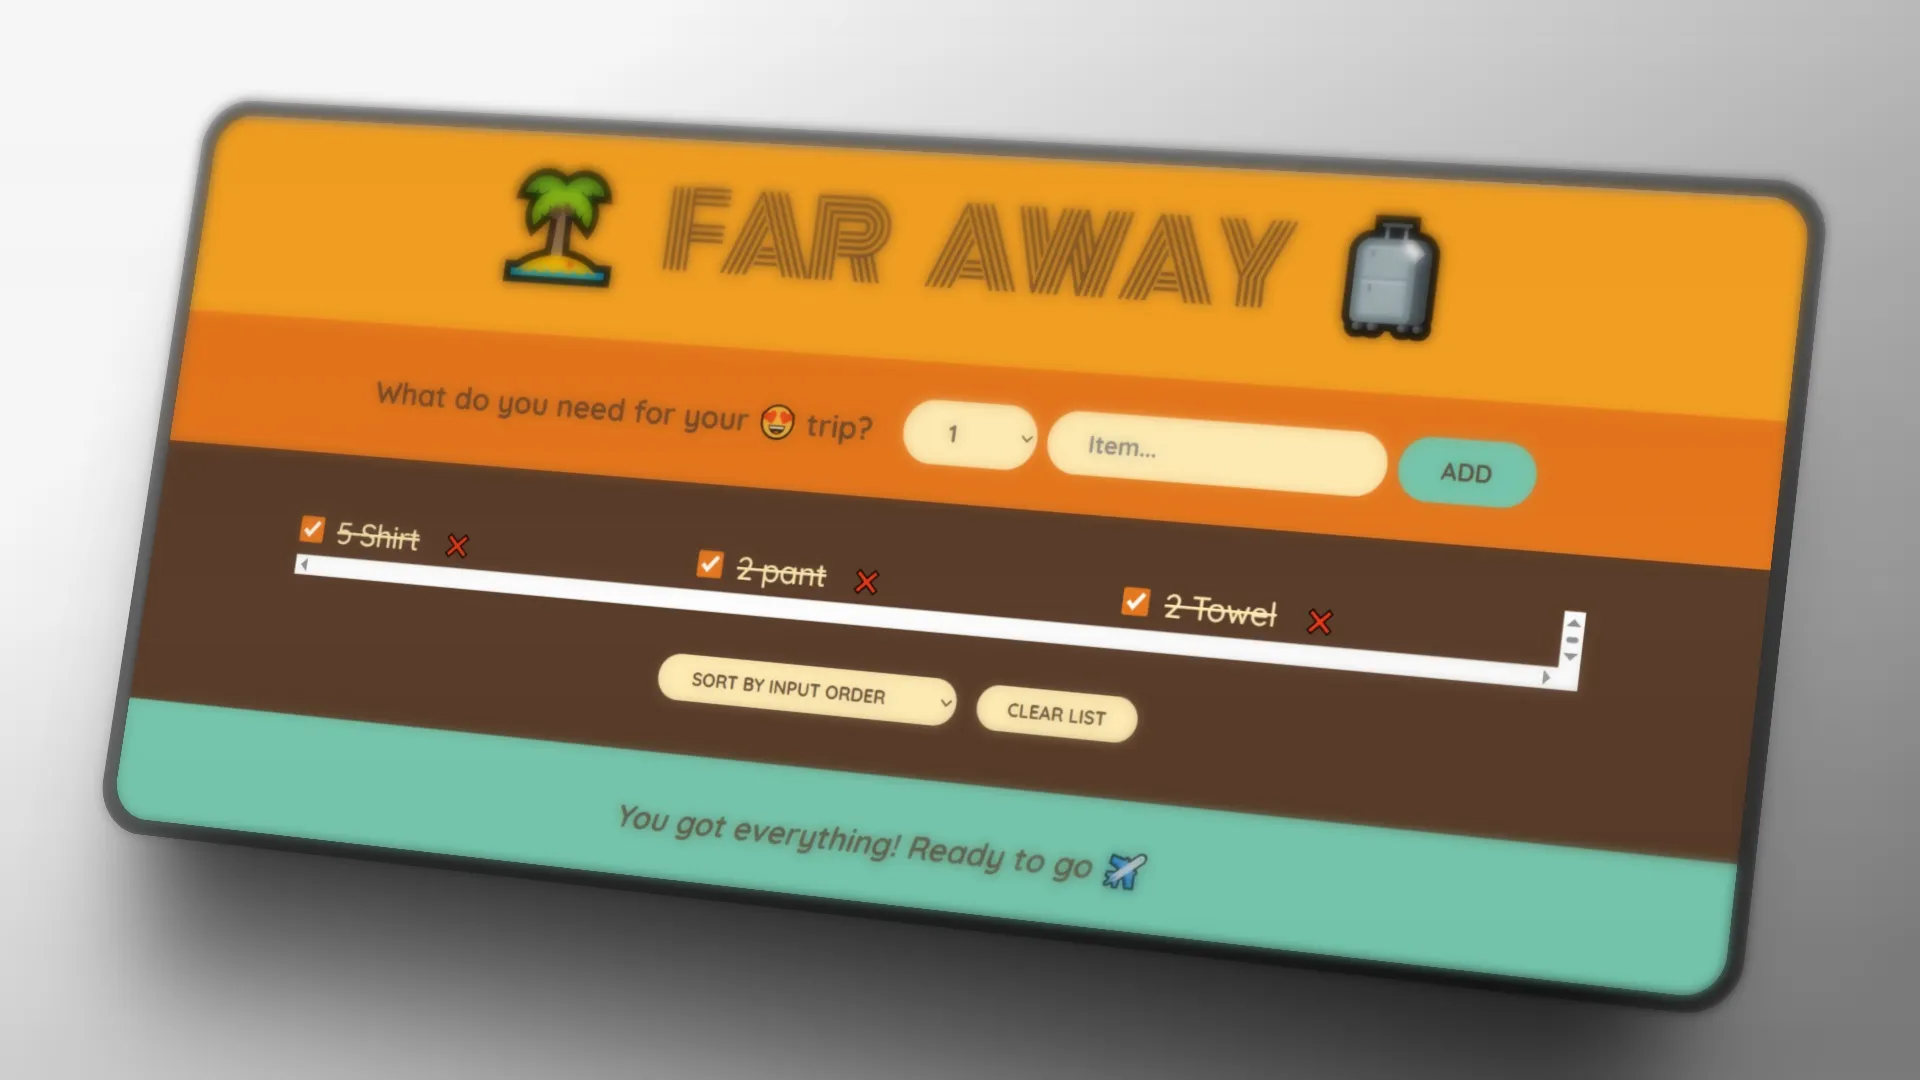 🌴 FAR AWAY 🧳
What do you need for your 😍 trip? 1 Item... ADD
5 Shirt ❌ 2 pant ❌ 2 Towel ❌
SORT BY INPUT ORDER CLEAR LIST
You got everything! Ready to go ✈️